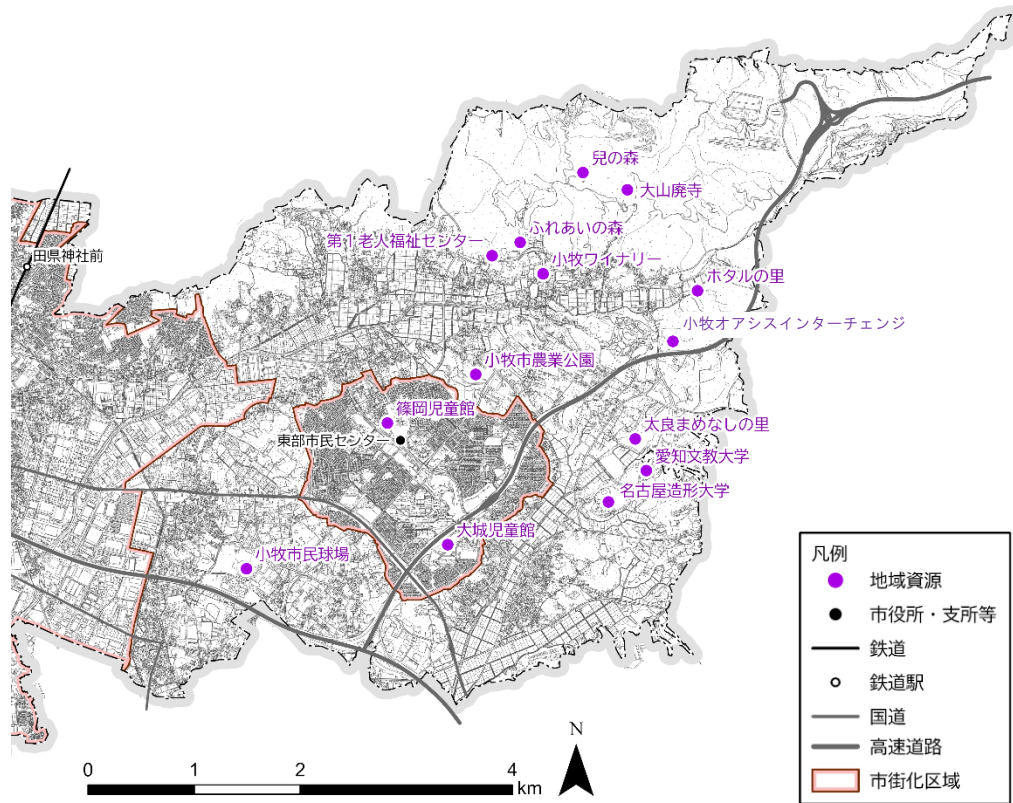 兒の森
大山廃寺
ふれあいの森
第1老人福祉センター
田県神社前
小牧ワイナリー
ホタルの里
小牧オアシスインターチェンジ
小牧市農業公園
篠岡児童館
太良まめなしの里
東部市民センター
愛知文教大学
名古屋造形大学
大城児童館
小牧市民球場
凡例
地域資源
市役所・支所等
鉄道
鉄道駅
国道
高速道路
市街化区域
N
0 1 2 4
km